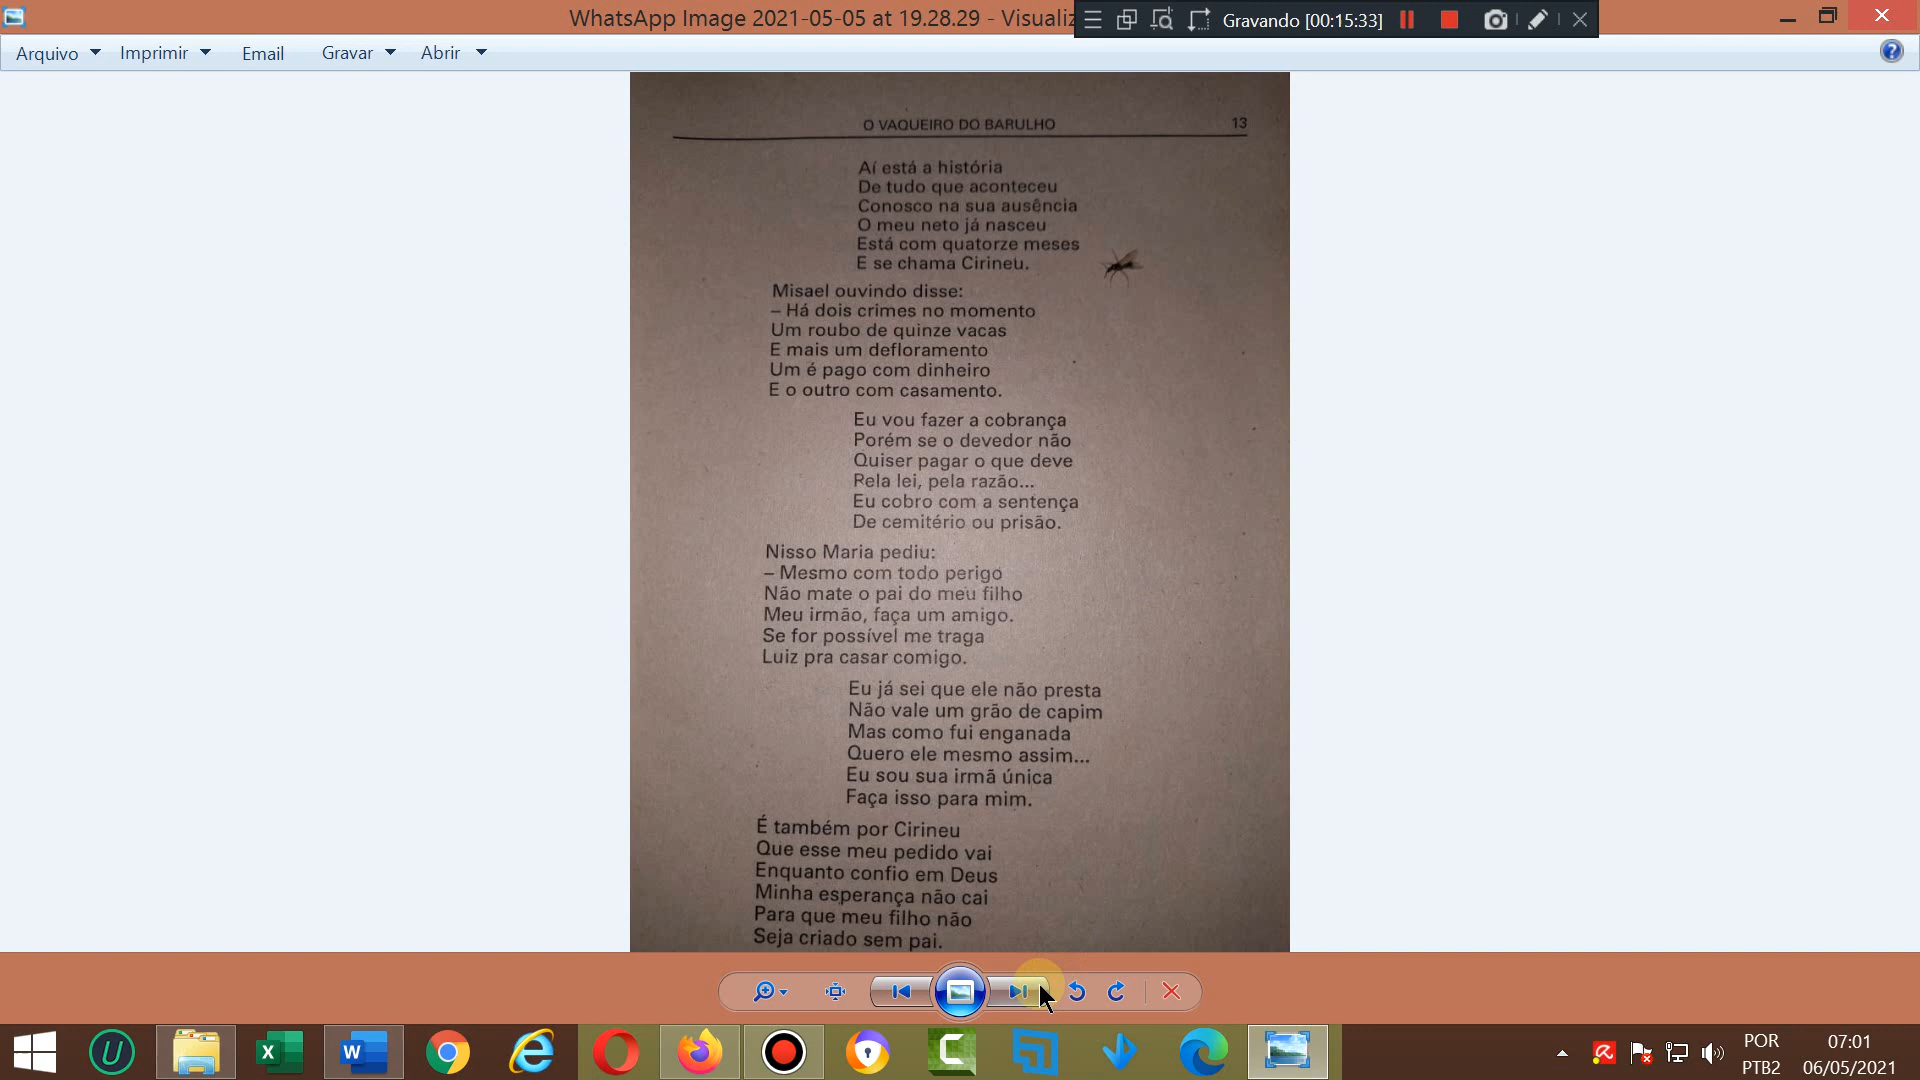 WhatsApp Image 2021-05-05 at 19.28.29 - Visualiz
Gravando [00:15:33]
Arquivo Imprimir Email Gravar Abrir
O VAQUEIRO DO BARULHO 13
Aí está a história
De tudo que aconteceu
Conosco na sua ausência
O meu neto já nasceu
Está com quatorze meses
E se chama Cirineu.
Misael ouvindo disse:
– Há dois crimes no momento
Um roubo de quinze vacas
E mais um defloramento
Um é pago com dinheiro
E o outro com casamento.
Eu vou fazer a cobrança
Porém se o devedor não
Quiser pagar o que deve
Pela lei, pela razão...
Eu cobro com a sentença
De cemitério ou prisão.
Nisso Maria pediu:
– Mesmo com todo perigo
Não mate o pai do meu filho
Meu irmão, faça um amigo.
Se for possível me traga
Luiz pra casar comigo.
Eu já sei que ele não presta
Não vale um grão de capim
Mas como fui enganada
Quero ele mesmo assim...
Eu sou sua irmã única
Faça isso para mim.
É também por Cirineu
Que esse meu pedido vai
Enquanto confio em Deus
Minha esperança não cai
Para que meu filho não
Seja criado sem pai.
POR 07:01
PTB2 06/05/2021